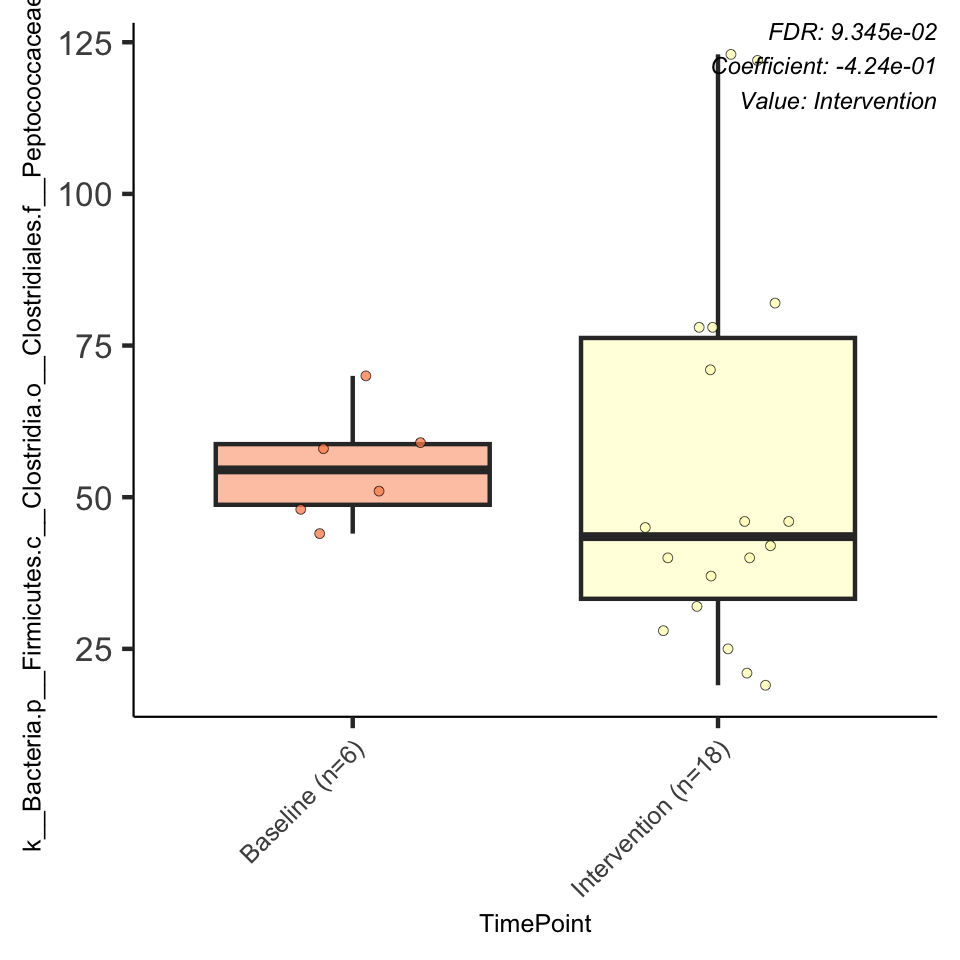 FDR: 9.345e-02
Coefficient: -4.24e-01
Value: Intervention
k__Bacteria.p__Firmicutes.c__Clostridia.o__Clostridiales.f__Peptococcaceae
125
100
75
50
25
Baseline (n=6)
Intervention (n=18)
TimePoint